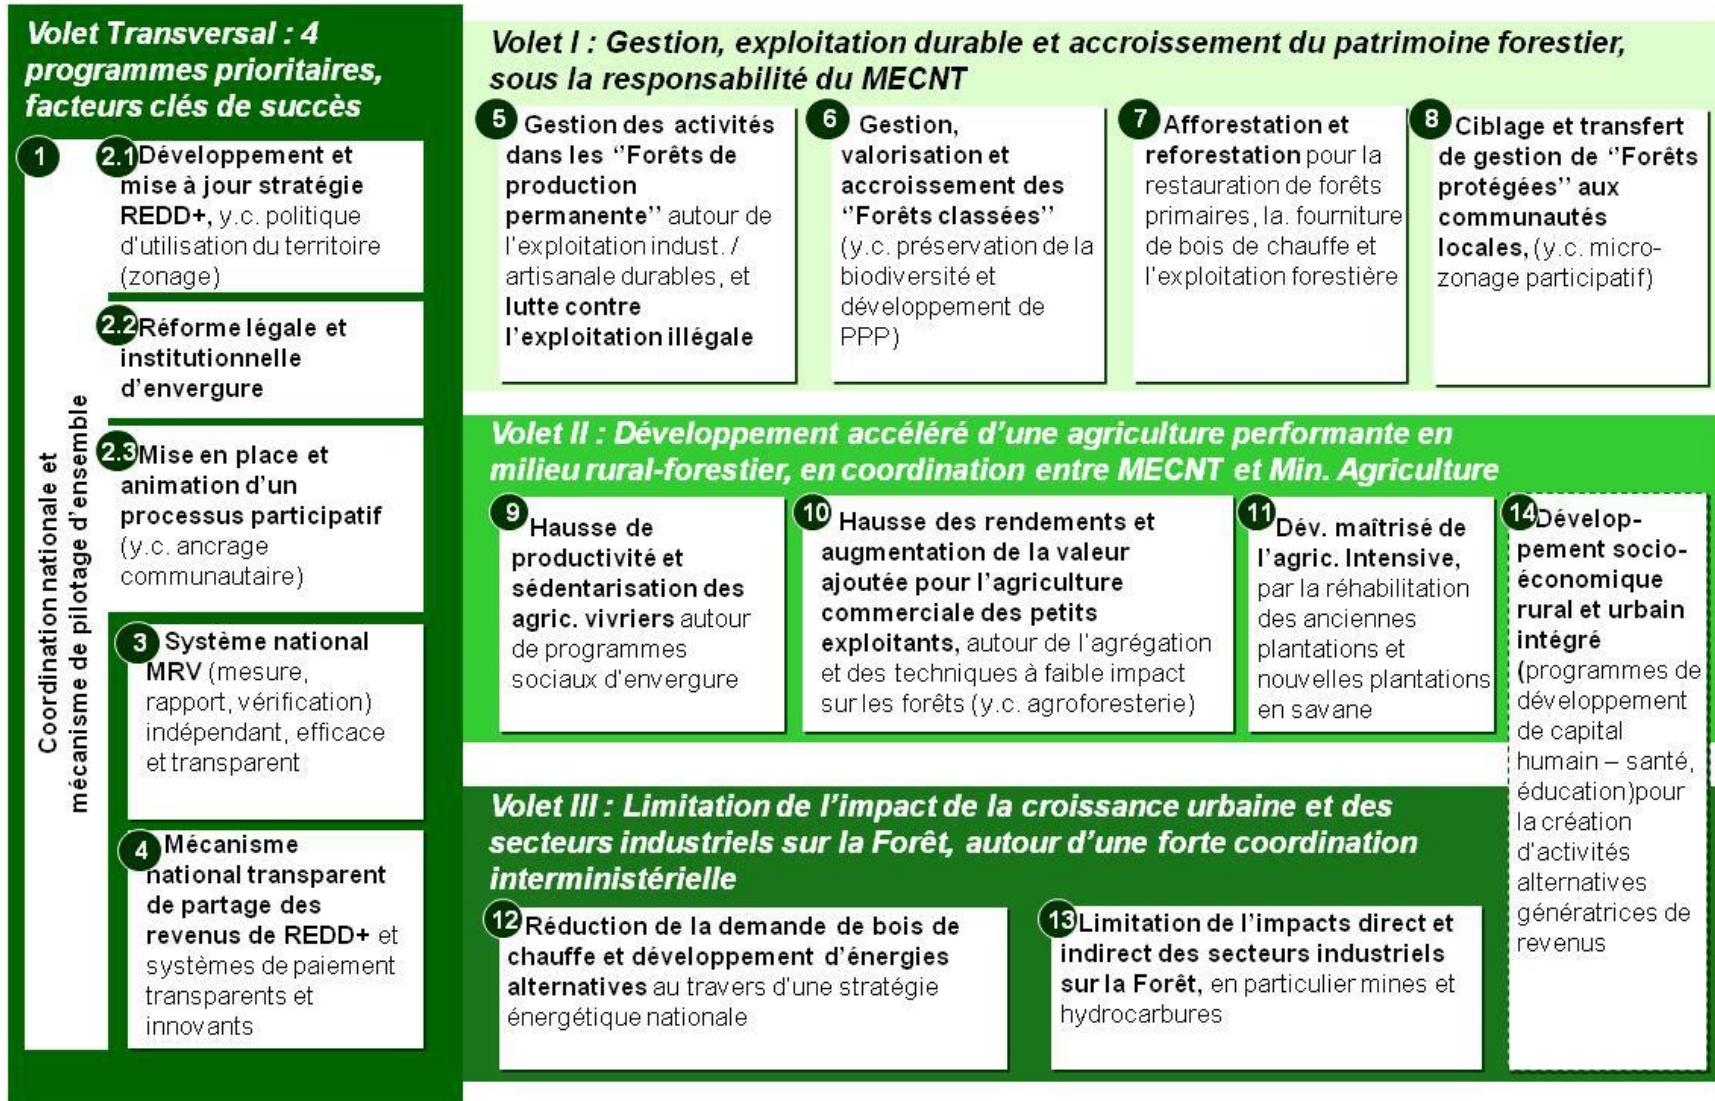 Volet Transversal : 4
programmes prioritaires,
facteurs clés de succès
1
Coordination nationale et
mécanisme de pilotage d'ensemble
2.1 Développement et
mise à jour stratégie
REDD+, y.c. politique
d'utilisation du territoire
(zonage)
2.2 Réforme légale et
institutionnelle
d'envergure
2.3 Mise en place et
animation d'un
processus participatif
(y.c. ancrage
communautaire)
3 Système national
MRV (mesure,
rapport, vérification)
indépendant, efficace
et transparent
4 Mécanisme
national transparent
de partage des
revenus de REDD+ et
systèmes de paiement
transparents et
innovants
Volet I : Gestion, exploitation durable et accroissement du patrimoine forestier,
sous la responsabilité du MECNT
5 Gestion des activités
dans les ‘‘Forêts de
production
permanente’’ autour de
l'exploitation indust. /
artisanale durables, et
lutte contre
l'exploitation illégale
6 Gestion,
valorisation et
accroissement des
‘‘Forêts classées’’
(y.c. préservation de la
biodiversité et
développement de
PPP)
7 Afforestation et
reforestation pour la
restauration de forêts
primaires, la. fourniture
de bois de chauffe et
l'exploitation forestière
8 Ciblage et transfert
de gestion de ‘‘Forêts
protégées’’ aux
communautés
locales, (y.c. micro-
zonage participatif)
Volet II : Développement accéléré d'une agriculture performante en
milieu rural-forestier, en coordination entre MECNT et Min. Agriculture
9 Hausse de
productivité et
sédentarisation des
agric. vivriers autour
de programmes
sociaux d'envergure
10 Hausse des rendements et
augmentation de la valeur
ajoutée pour l'agriculture
commerciale des petits
exploitants, autour de l'agrégation
et des techniques à faible impact
sur les forêts (y.c. agroforesterie)
11 Dév. maîtrisé de
l'agric. Intensive,
par la réhabilitation
des anciennes
plantations et
nouvelles plantations
en savane
14 Dévelop-
pement socio-
économique
rural et urbain
intégré
(programmes de
développement
de capital
humain – santé,
éducation)pour
la création
d'activités
alternatives
génératrices de
revenus
Volet III : Limitation de l'impact de la croissance urbaine et des
secteurs industriels sur la Forêt, autour d'une forte coordination
interministérielle
12 Réduction de la demande de bois de
chauffe et développement d'énergies
alternatives au travers d'une stratégie
énergétique nationale
13 Limitation de l'impacts direct et
indirect des secteurs industriels
sur la Forêt, en particulier mines et
hydrocarbures